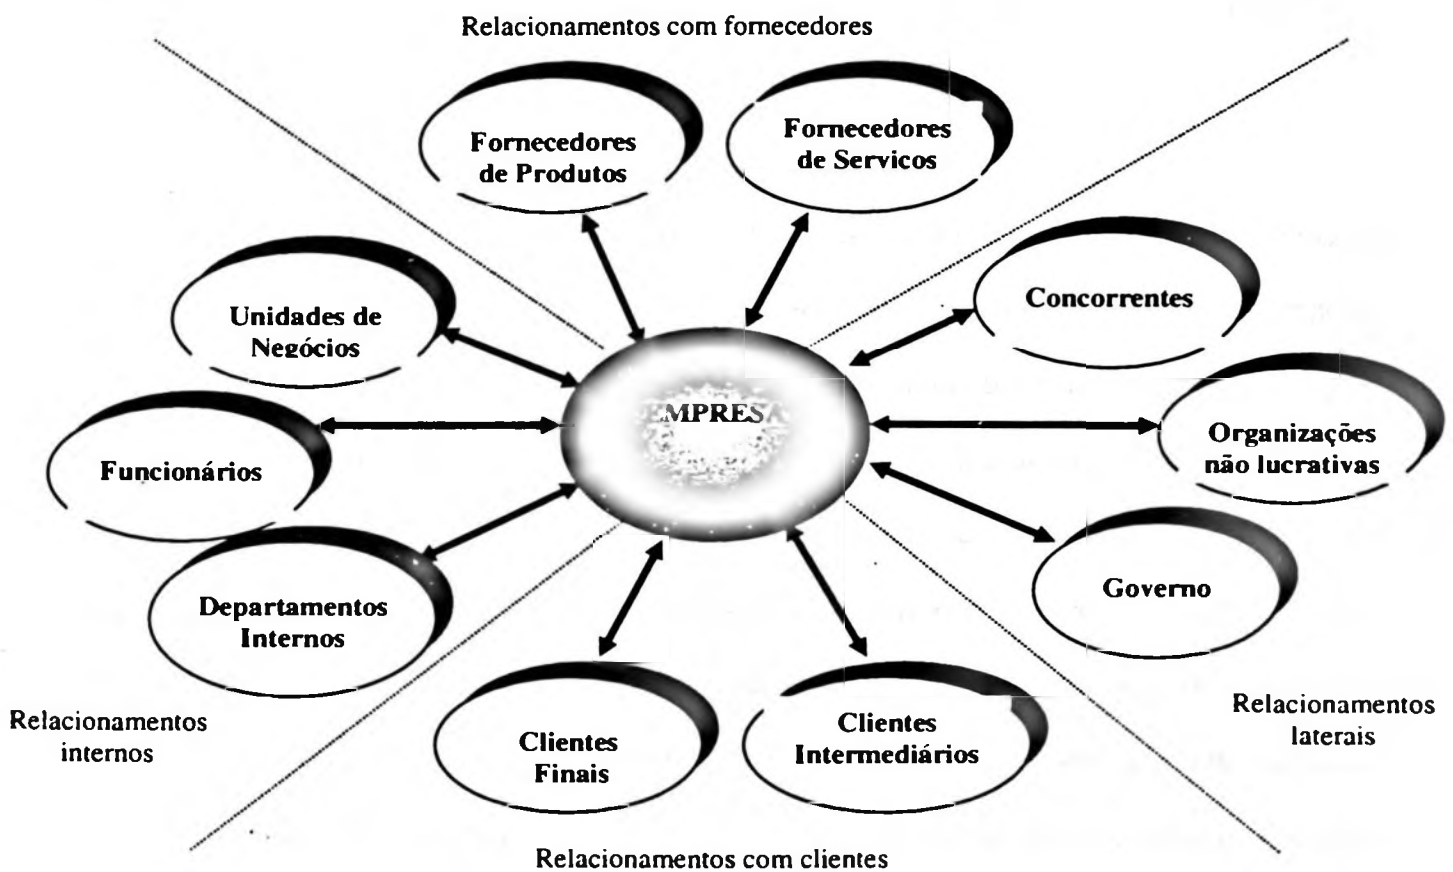 Relacionamentos com fornecedores
Fornecedores
de Produtos
Fornecedores
de Servicos
Concorrentes
Unidades de
Negócios
EMPRESA
Organizações
não lucrativas
Funcionários
Governo
Departamentos
Internos
Relacionamentos
internos
Clientes
Finais
Clientes
Intermediários
Relacionamentos
laterais
Relacionamentos com clientes